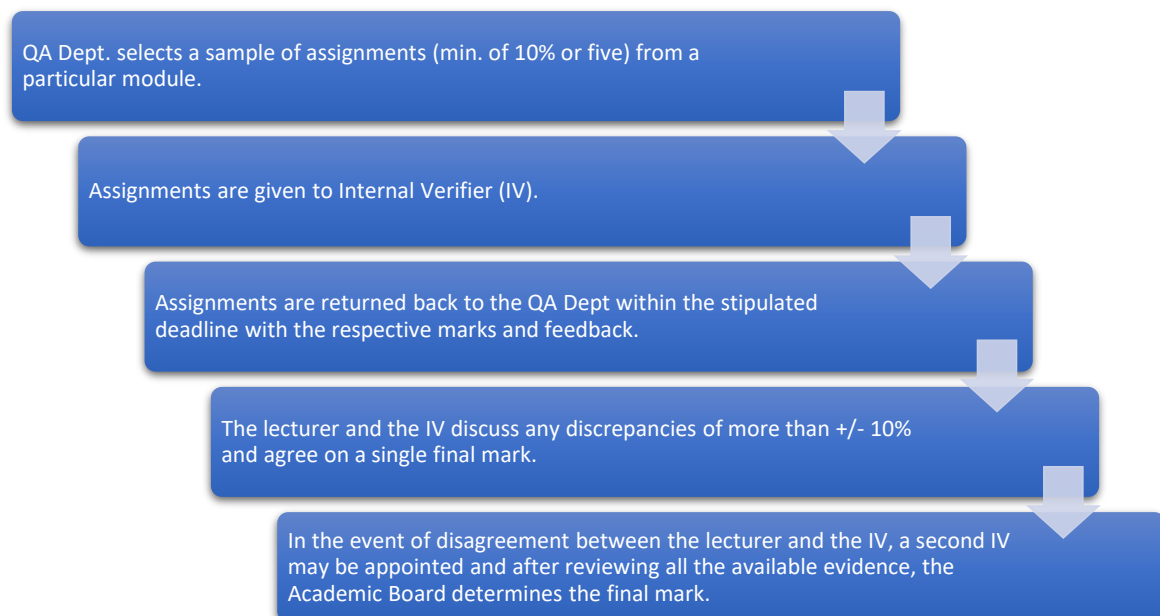 QA Dept. selects a sample of assignments (min. of 10% or five) from a
particular module.
Assignments are given to Internal Verifier (IV).
Assignments are returned back to the QA Dept within the stipulated
deadline with the respective marks and feedback.
The lecturer and the IV discuss any discrepancies of more than +/- 10%
and agree on a single final mark.
In the event of disagreement between the lecturer and the IV, a second IV
may be appointed and after reviewing all the available evidence, the
Academic Board determines the final mark.